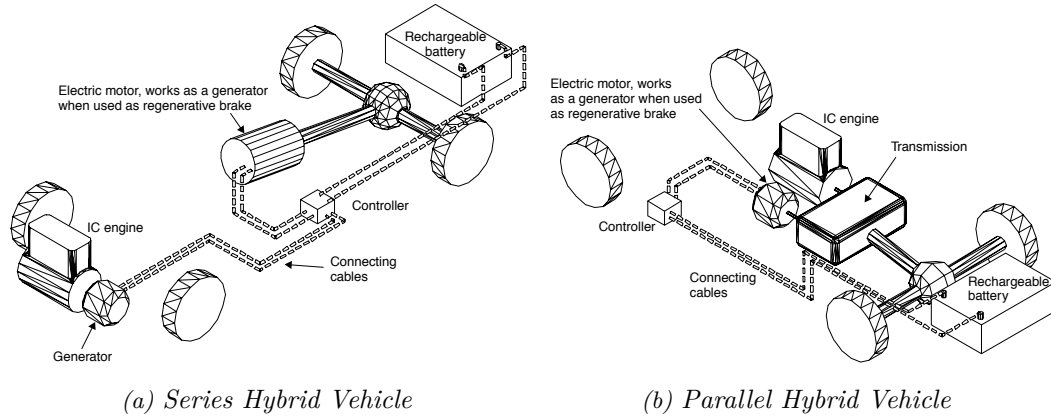 Rechargeable
battery
Electric motor, works as a generator
when used as regenerative brake
Controller
IC engine
Connecting
cables
Generator
(a) Series Hybrid Vehicle
Electric motor, works
as a generator when used
as regenerative brake
IC engine
Transmission
Controller
Connecting
cables
Rechargeable
battery
(b) Parallel Hybrid Vehicle